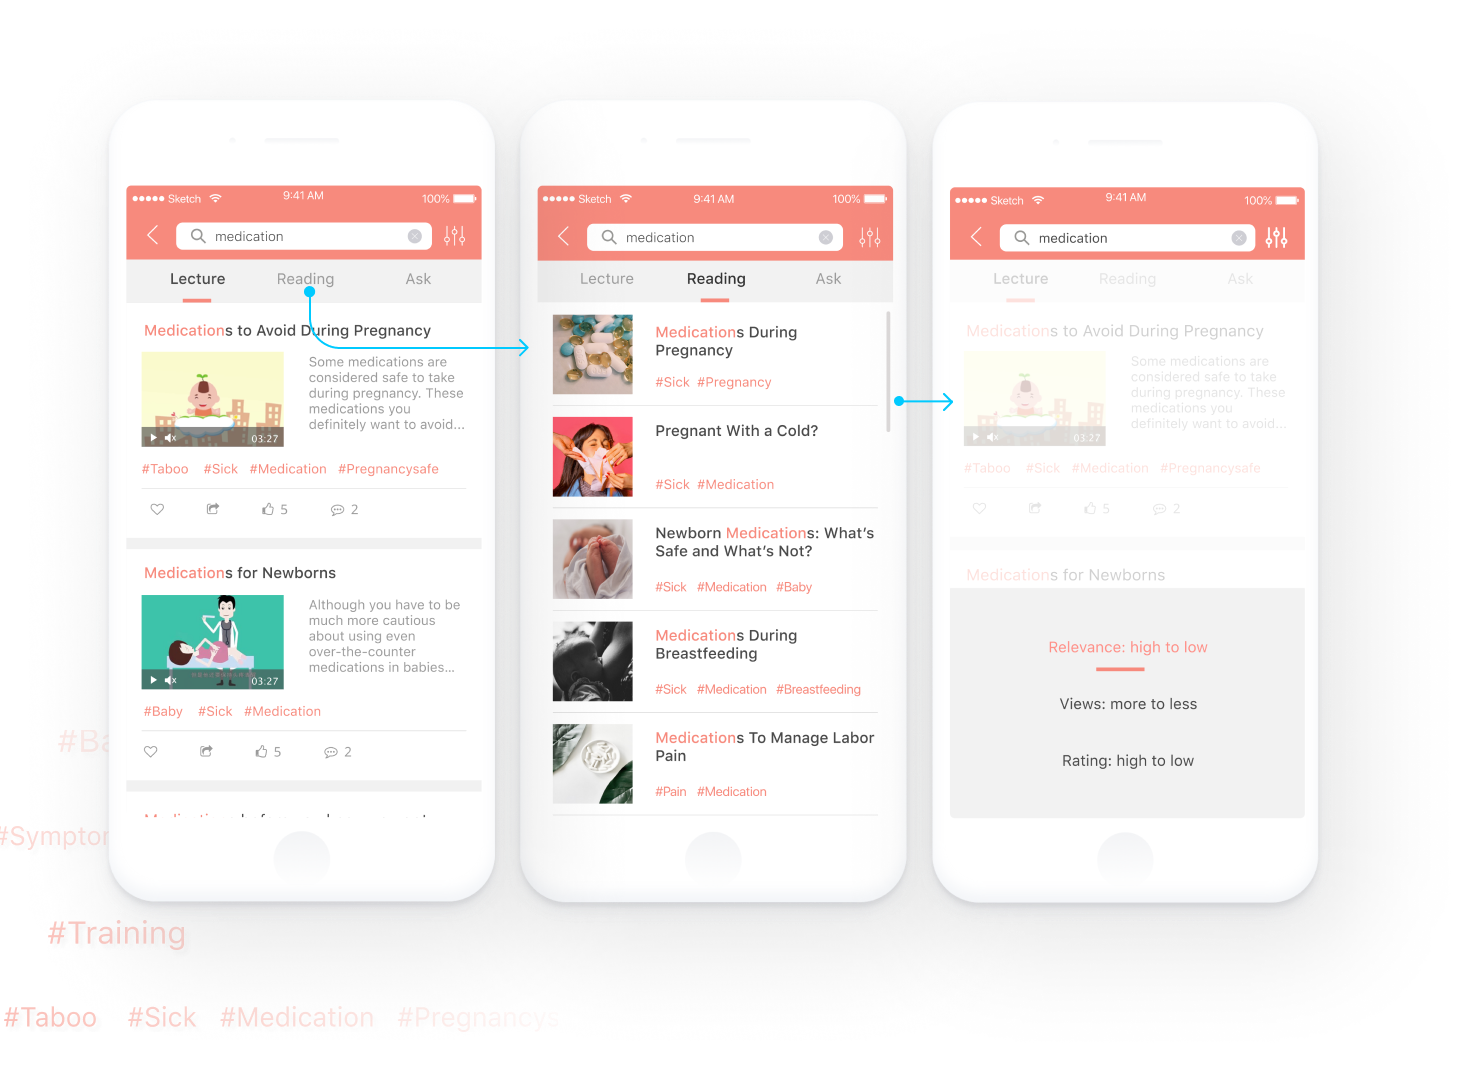 Sketch
9:41 AM
100%
medication
Lecture
Reading
Ask
Medications to Avoid During Pregnancy
Some medications are
considered safe to take
during pregnancy. These
medications you
definitely want to avoid...
03:27
#Taboo #Sick #Medication #Pregnancysafe
5
2
Medications for Newborns
Although you have to be
much more cautious
about using even
over-the-counter
medications in babies...
03:27
#Baby #Sick #Medication
5
2
Sketch
9:41 AM
100%
medication
Lecture
Reading
Ask
Medications During
Pregnancy
#Sick #Pregnancy
Pregnant With a Cold?
#Sick #Medication
Newborn Medications: What's
Safe and What's Not?
#Sick #Medication #Baby
Medications During
Breastfeeding
#Sick #Medication #Breastfeeding
Medications To Manage Labor
Pain
#Pain #Medication
Sketch
9:41 AM
100%
medication
Lecture
Reading
Ask
Medications to Avoid During Pregnancy
Some medications are
considered safe to take
during pregnancy. These
medications you
definitely want to avoid...
03:27
#Taboo #Sick #Medication #Pregnancysafe
5
2
Medications for Newborns
Relevance: high to low
Views: more to less
Rating: high to low
#Ba
#Sympton
#Training
#Taboo #Sick #Medication #Pregnancys